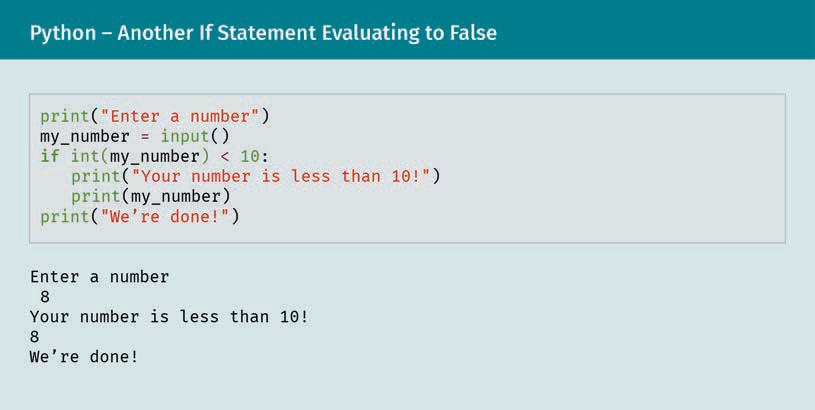 Python – Another If Statement Evaluating to False
print("Enter a number")
my_number = input()
if int(my_number) < 10:
   print("Your number is less than 10!")
   print(my_number)
print("We’re done!")
Enter a number
 8
Your number is less than 10!
8
We’re done!